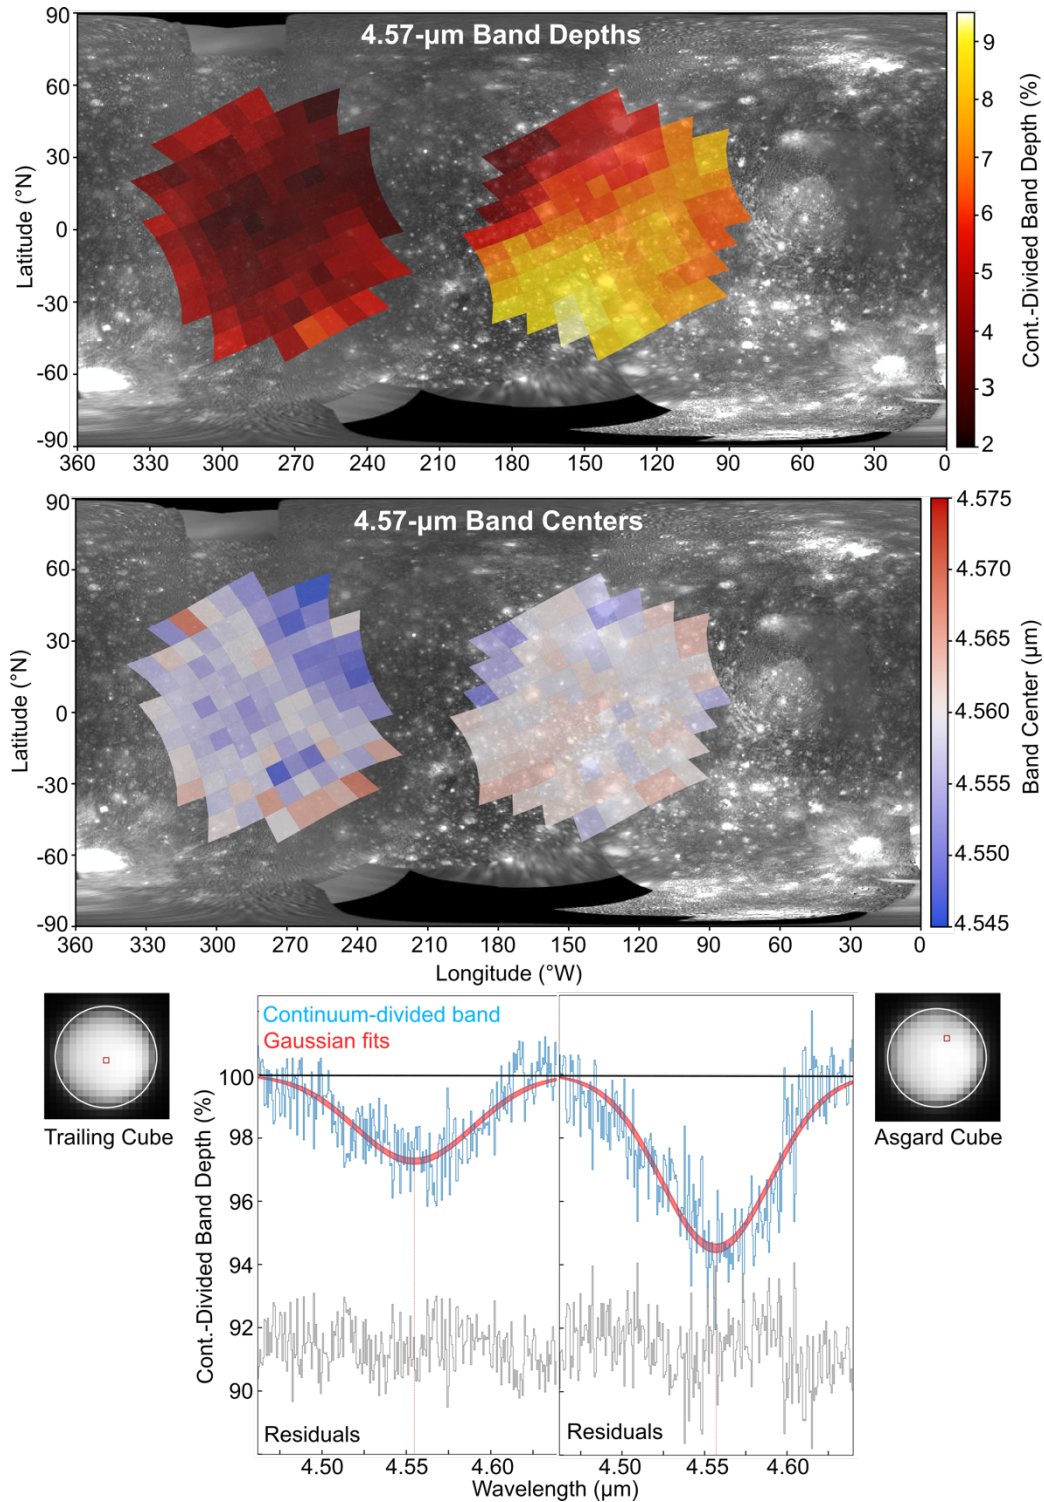 4.57-µm Band Depths
90
60
30
0
-30
-60
-90
Latitude (°N)
360 330 300 270 240 210 180 150 120 90 60 30 0
9
8
7
6
5
4
3
2
Cont.-Divided Band Depth (%)
4.57-µm Band Centers
90
60
30
0
-30
-60
-90
Latitude (°N)
360 330 300 270 240 210 180 150 120 90 60 30 0
Longitude (°W)
4.575
4.570
4.565
4.560
4.555
4.550
4.545
Band Center (µm)
Trailing Cube
Continuum-divided band
Gaussian fits
100
98
96
94
92
90
Cont.-Divided Band Depth (%)
Residuals
Residuals
4.50 4.55 4.60 4.50 4.55 4.60
Wavelength (µm)
Asgard Cube